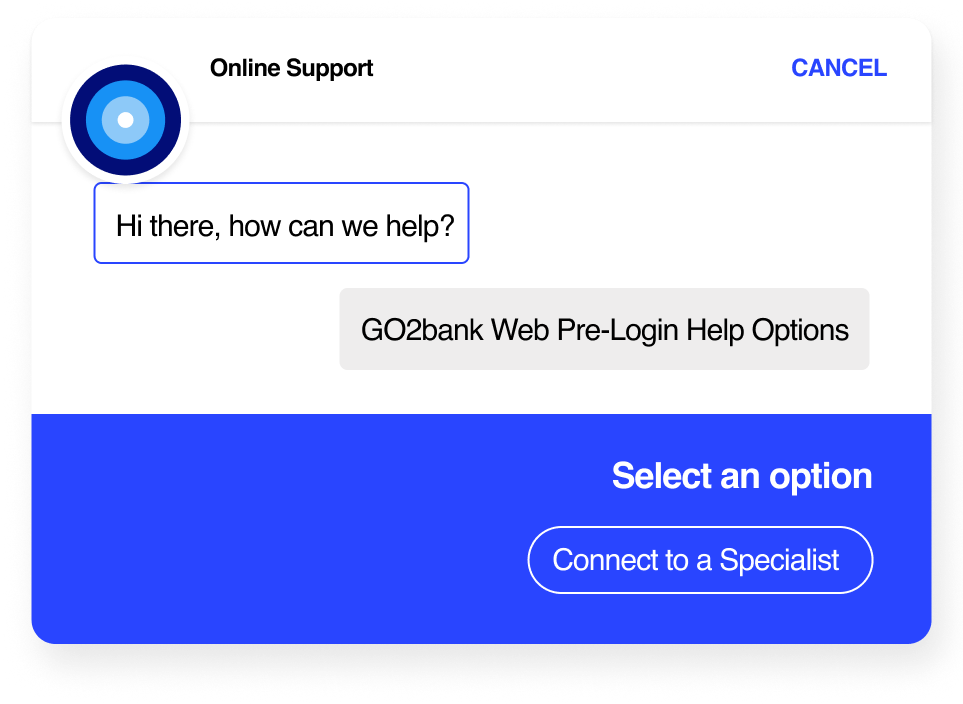 Online Support
CANCEL
Hi there, how can we help?
GO2bank Web Pre-Login Help Options
Select an option
Connect to a Specialist